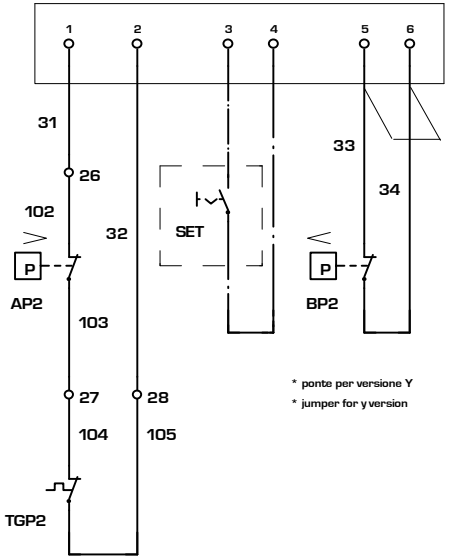 1 2 3 4 5 6
31
33
26
102
34
32
SET
P
P
AP2
BP2
103
* ponte per versione Y
27
28
* jumper for y version
104
105
TGP2